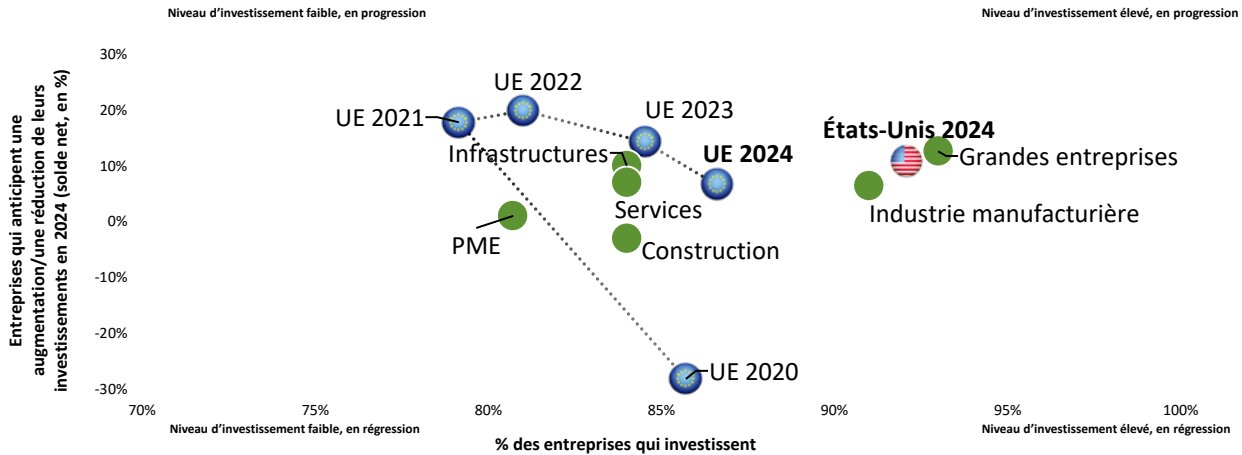 Niveau d’investissement faible, en progression
Niveau d’investissement élevé, en progression
Entreprises qui anticipent une
augmentation/une réduction de leurs
investissements en 2024 (solde net, en %)
30%
20%
10%
0%
-10%
-20%
-30%
UE 2022
UE 2021
UE 2023
États-Unis 2024
Infrastructures
UE 2024
Grandes entreprises
Services
Industrie manufacturière
PME
Construction
UE 2020
70%
75%
80%
85%
90%
95%
100%
Niveau d’investissement faible, en régression
Niveau d’investissement élevé, en régression
% des entreprises qui investissent